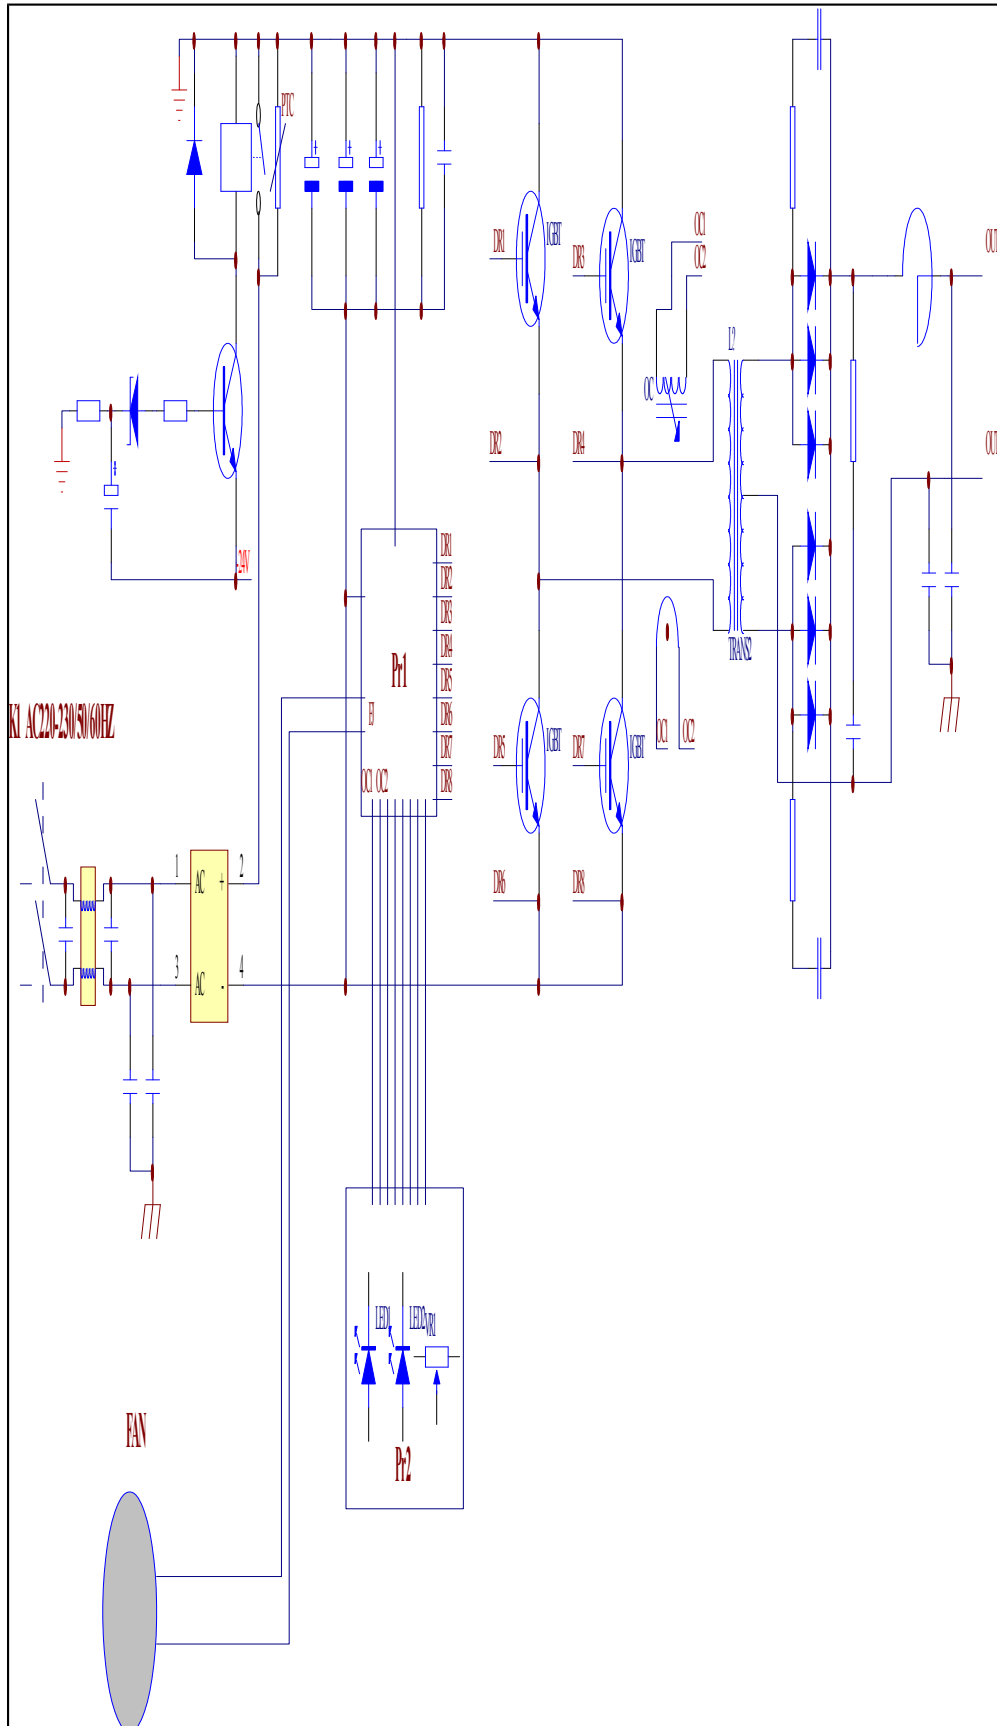 PTC
+
+
+
DR1
IGBT
DR3
IGBT
OC1
OC2
OUT
L2
OC
DR2
DR4
OUT
+
-24V
DR1
DR2
DR3
DR4
DR5
DR6
DR7
DR8
Pr1
FJ
OC1 OC2
TRANS2
K1 AC220-230/50/60HZ
DR5
IGBT
DR7
IGBT
OC1
OC2
1
AC
+
2
3
AC
-
4
DR6
DR8
LED1
LED2
VR1
Pr2
FAN